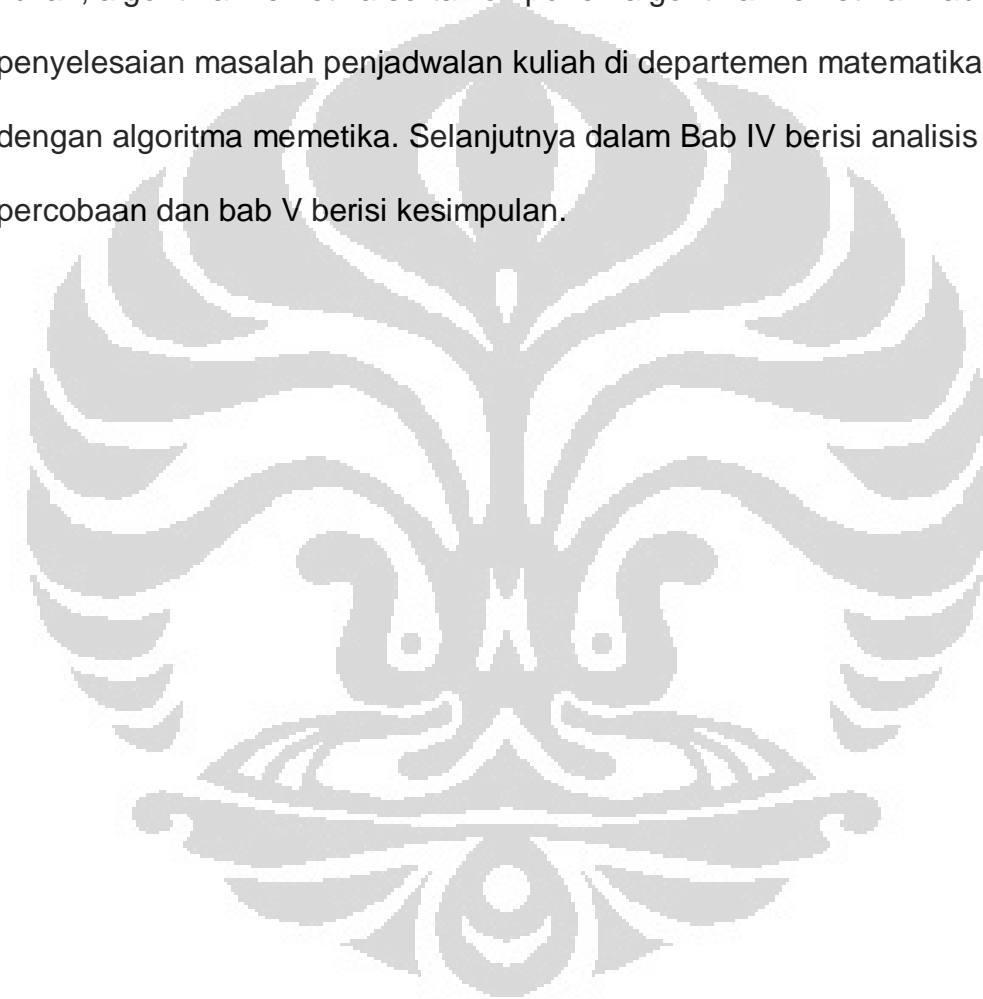 penyelesaian masalah penjadwalan kuliah di departemen matematika
dengan algoritma memetika. Selanjutnya dalam Bab IV berisi analisis
percobaan dan bab V berisi kesimpulan.